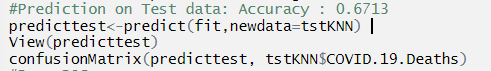 #Prediction on Test data: Accuracy : 0.6713
predicttest<-predict(fit,newdata=tstKNN)
View(predicttest)
confusionMatrix(predicttest, tstKNN$COVID.19.Deaths)